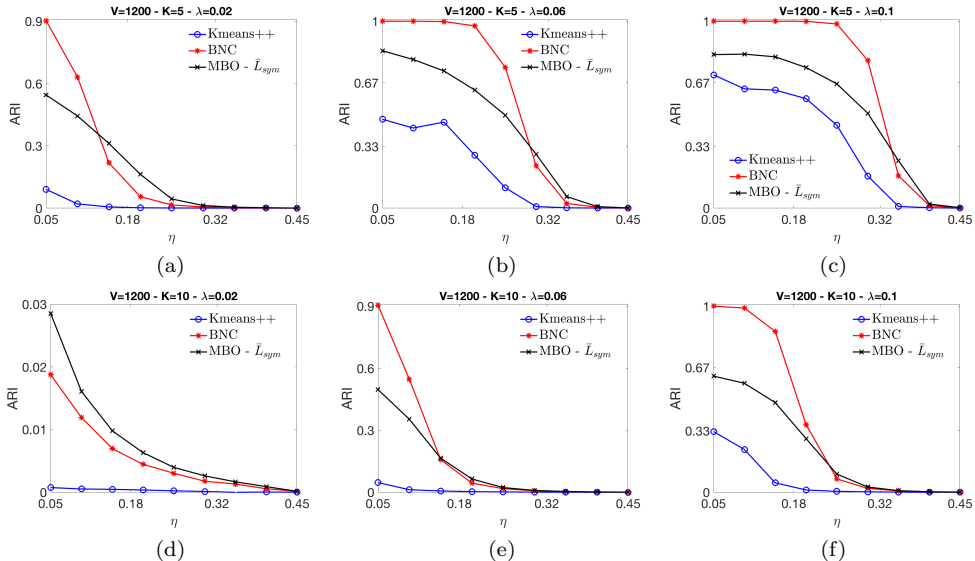 V=1200 - K=5 - λ=0.02
ARI
0.9
0.6
0.3
0
0.05
0.18
0.32
0.45
η
Kmeans++
BNC
MBO - L̄sym
(a)
V=1200 - K=5 - λ=0.06
ARI
1
0.67
0.33
0
0.05
0.18
0.32
0.45
η
Kmeans++
BNC
MBO - L̄sym
(b)
V=1200 - K=5 - λ=0.1
ARI
1
0.67
0.33
0
0.05
0.18
0.32
0.45
η
Kmeans++
BNC
MBO - L̄sym
(c)
V=1200 - K=10 - λ=0.02
ARI
0.03
0.02
0.01
0
0.05
0.18
0.32
0.45
η
Kmeans++
BNC
MBO - L̄sym
(d)
V=1200 - K=10 - λ=0.06
ARI
0.9
0.6
0.3
0
0.05
0.18
0.32
0.45
η
Kmeans++
BNC
MBO - L̄sym
(e)
V=1200 - K=10 - λ=0.1
ARI
1
0.67
0.33
0
0.05
0.18
0.32
0.45
η
Kmeans++
BNC
MBO - L̄sym
(f)